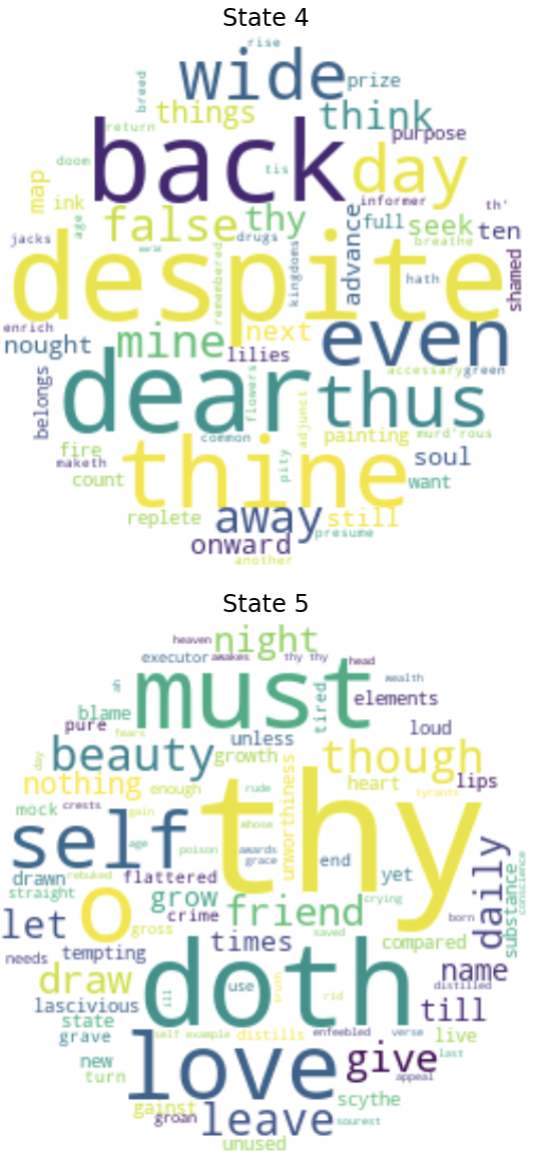 State 4
rise
wide
prize
breed
things
think
return
purpose
back
day
doom
tis
map
ink
informer
th'
age
false
thy
advance
full
seek
ten
jacks
drugs
breathe
world
kingdoms
hath
despite
remembered
shamed
enrich
nought
mine
next
even
lilies
belongs
dear
flowers
accessary
green
thus
adjunct
common
painting
murd'rous
fire
maketh
thine
pity
soul
count
want
replete
away
still
presume
onward
another
State 5
heaven
night
executor
awakes
thy thy
head
must
wealth
tired
elements
blame
pure
fears
loud
unless
beauty
growth
though
day
nothing
enough
rude
heart
lips
tyrants
mock
crests
gain
whose
unworthiness
thy
self
age
poison
awards
grace
end
daily
drawn
rebuked
flattered
yet
substance
conscience
straight
grow
crying
o
crime
friend
born
let
gross
saved
times
compared
needs
tempting
name
draw
doth
use
truth
distilled
lascivious
ill
rid
till
state
grave
self example
distills
enfeebled
verse
live
new
love
give
last
turn
appeal
gainst
groan
leave
scythe
sourest
unused